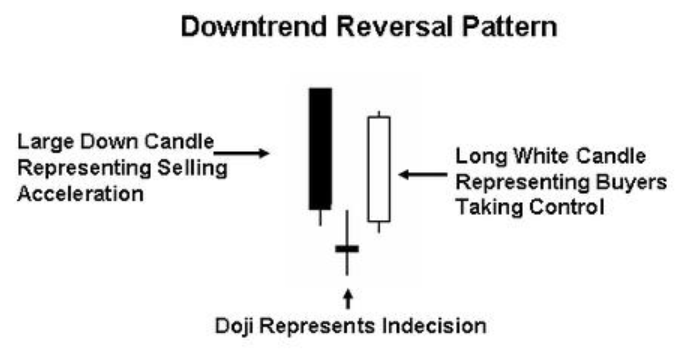 Downtrend Reversal Pattern
Large Down Candle
Representing Selling
Acceleration
Long White Candle
Representing Buyers
Taking Control
Doji Represents Indecision